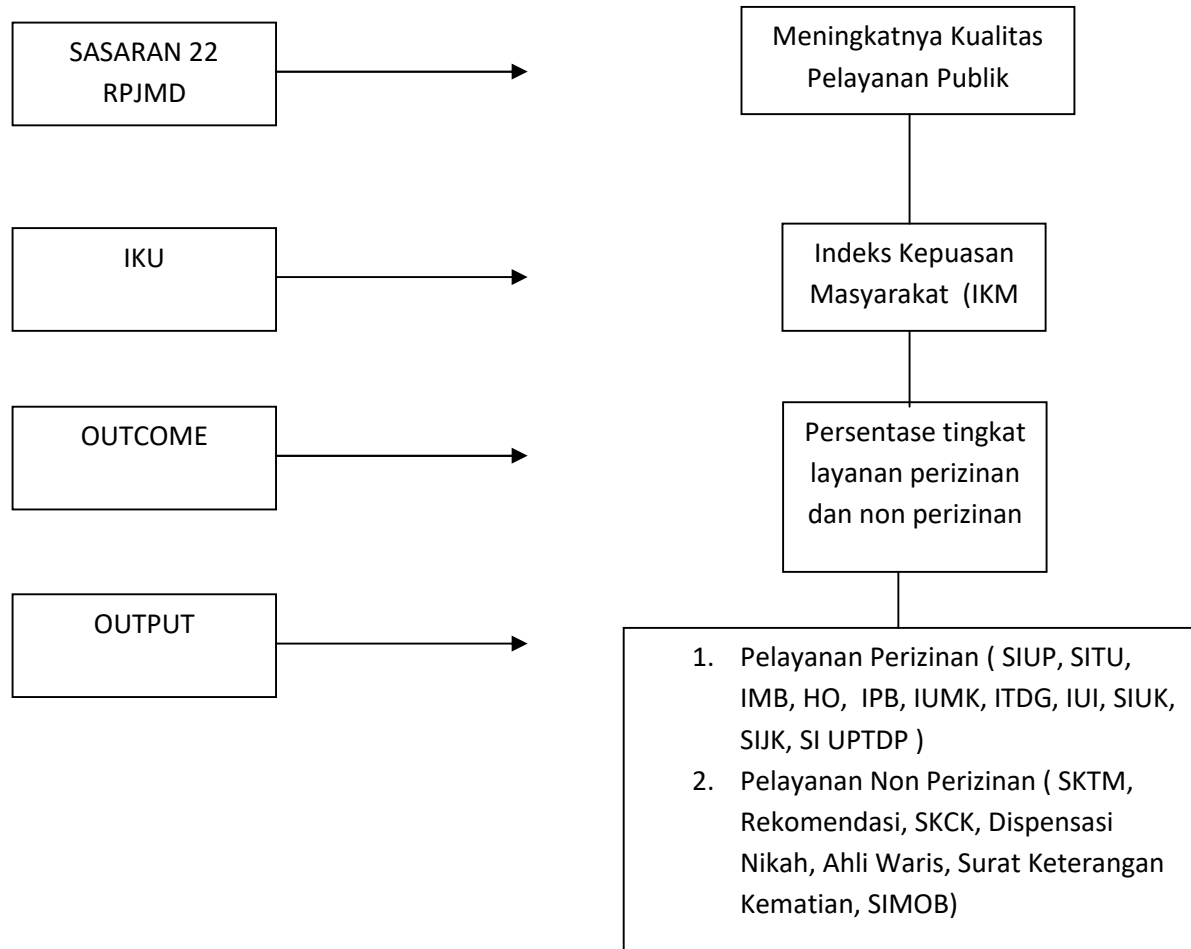 SASARAN 22
RPJMD
Meningkatnya Kualitas
Pelayanan Publik
IKU
Indeks Kepuasan
Masyarakat (IKM
OUTCOME
Persentase tingkat
layanan perizinan
dan non perizinan
OUTPUT
1. Pelayanan Perizinan ( SIUP, SITU,
IMB, HO, IPB, IUMK, ITDG, IUI, SIUK,
SIJK, SI UPTDP )
2. Pelayanan Non Perizinan ( SKTM,
Rekomendasi, SKCK, Dispensasi
Nikah, Ahli Waris, Surat Keterangan
Kematian, SIMOB)